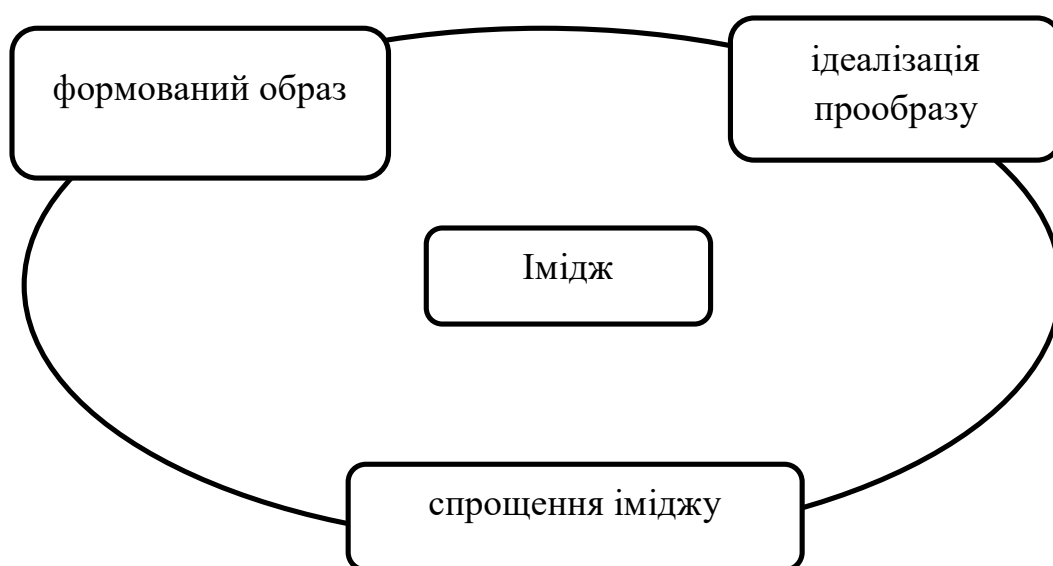 формований образ
ідеалізація
прообразу
Імідж
спрощення іміджу